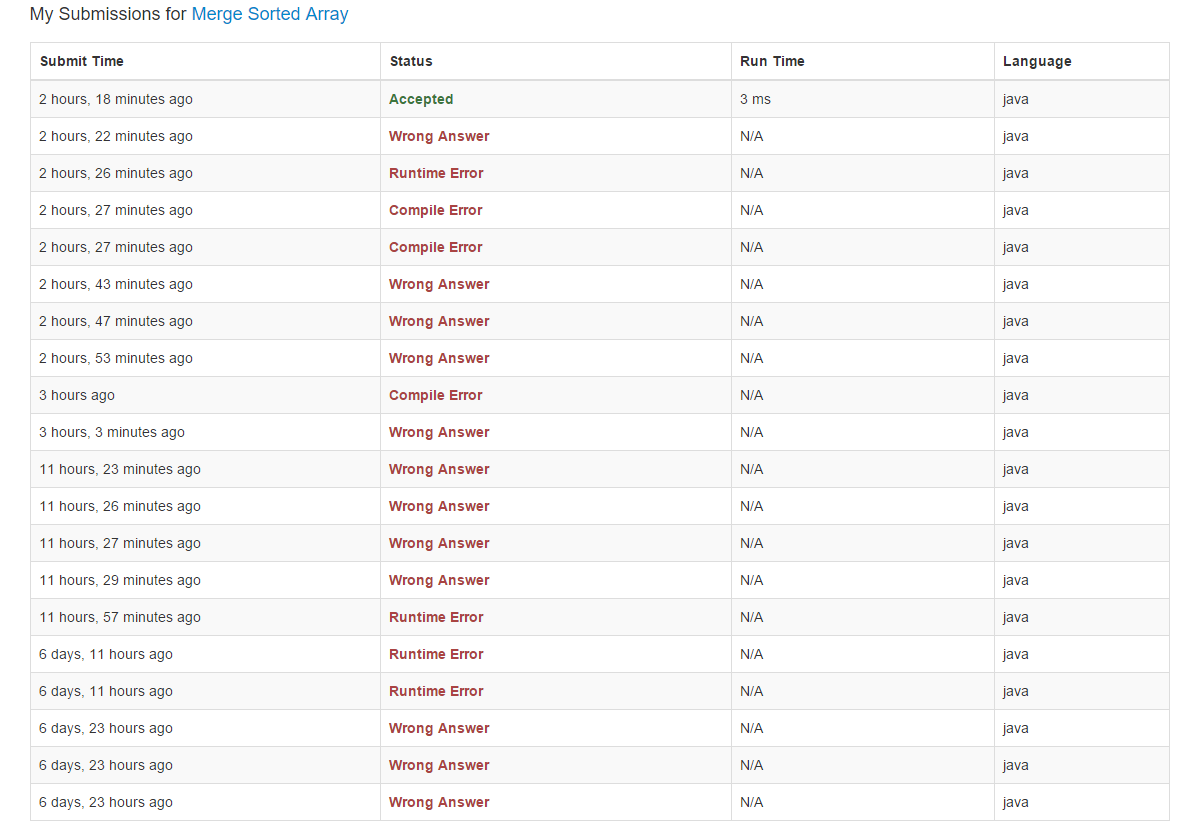 My Submissions for Merge Sorted Array
Submit Time Status Run Time Language
2 hours, 18 minutes ago Accepted 3 ms java
2 hours, 22 minutes ago Wrong Answer N/A java
2 hours, 26 minutes ago Runtime Error N/A java
2 hours, 27 minutes ago Compile Error N/A java
2 hours, 27 minutes ago Compile Error N/A java
2 hours, 43 minutes ago Wrong Answer N/A java
2 hours, 47 minutes ago Wrong Answer N/A java
2 hours, 53 minutes ago Wrong Answer N/A java
3 hours ago Compile Error N/A java
3 hours, 3 minutes ago Wrong Answer N/A java
11 hours, 23 minutes ago Wrong Answer N/A java
11 hours, 26 minutes ago Wrong Answer N/A java
11 hours, 27 minutes ago Wrong Answer N/A java
11 hours, 29 minutes ago Wrong Answer N/A java
11 hours, 57 minutes ago Runtime Error N/A java
6 days, 11 hours ago Runtime Error N/A java
6 days, 11 hours ago Runtime Error N/A java
6 days, 23 hours ago Wrong Answer N/A java
6 days, 23 hours ago Wrong Answer N/A java
6 days, 23 hours ago Wrong Answer N/A java